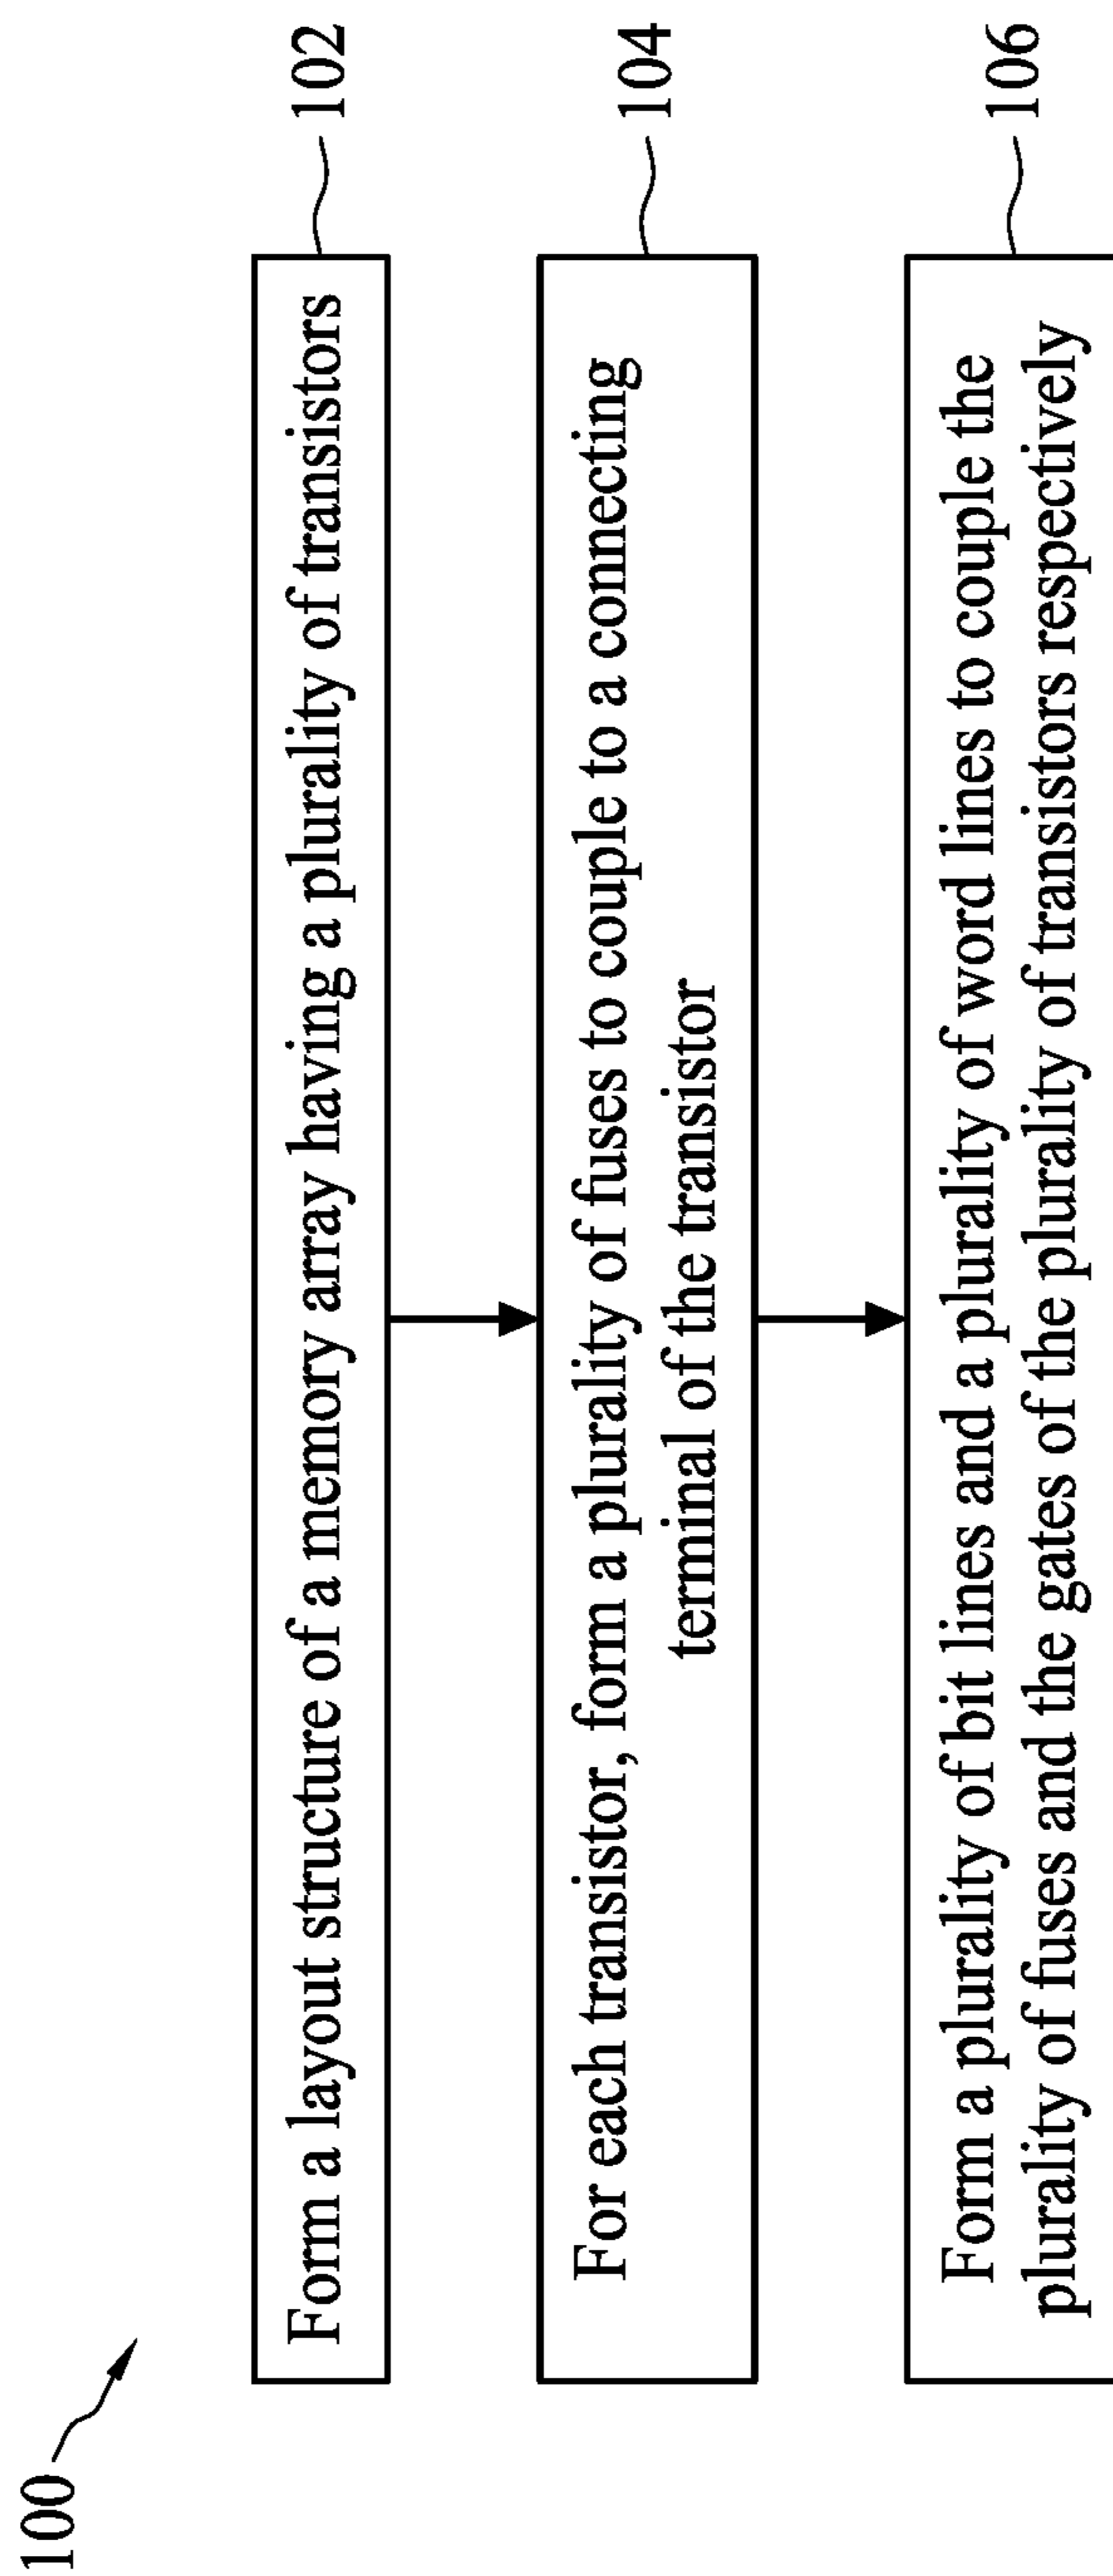 100
Form a layout structure of a memory array having a plurality of transistors
102
For each transistor, form a plurality of fuses to couple to a connecting
terminal of the transistor
104
Form a plurality of bit lines and a plurality of word lines to couple the
plurality of fuses and the gates of the plurality of transistors respectively
106